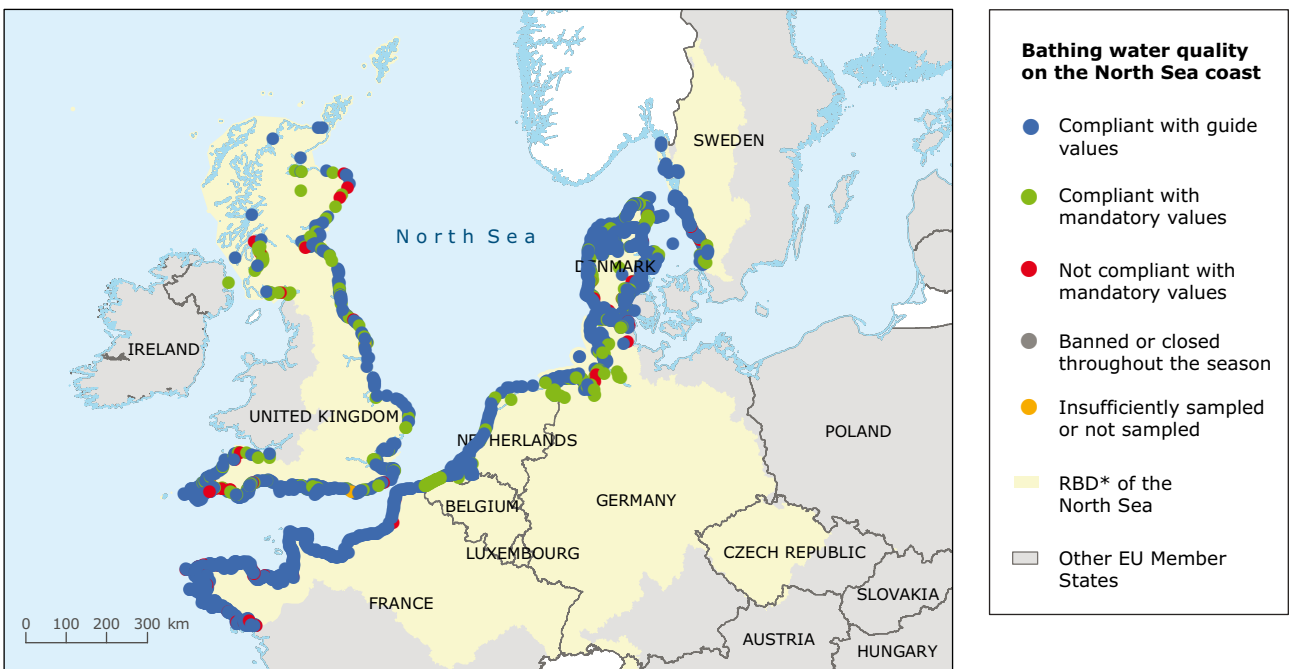 SWEDEN
North Sea
DENMARK
IRELAND
UNITED KINGDOM
NETHERLANDS
POLAND
BELGIUM
GERMANY
LUXEMBOURG
CZECH REPUBLIC
FRANCE
SLOVAKIA
AUSTRIA
HUNGARY
0 100 200 300 km
Bathing water quality
on the North Sea coast
Compliant with guide
values
Compliant with
mandatory values
Not compliant with
mandatory values
Banned or closed
throughout the season
Insufficiently sampled
or not sampled
RBD* of the
North Sea
Other EU Member
States